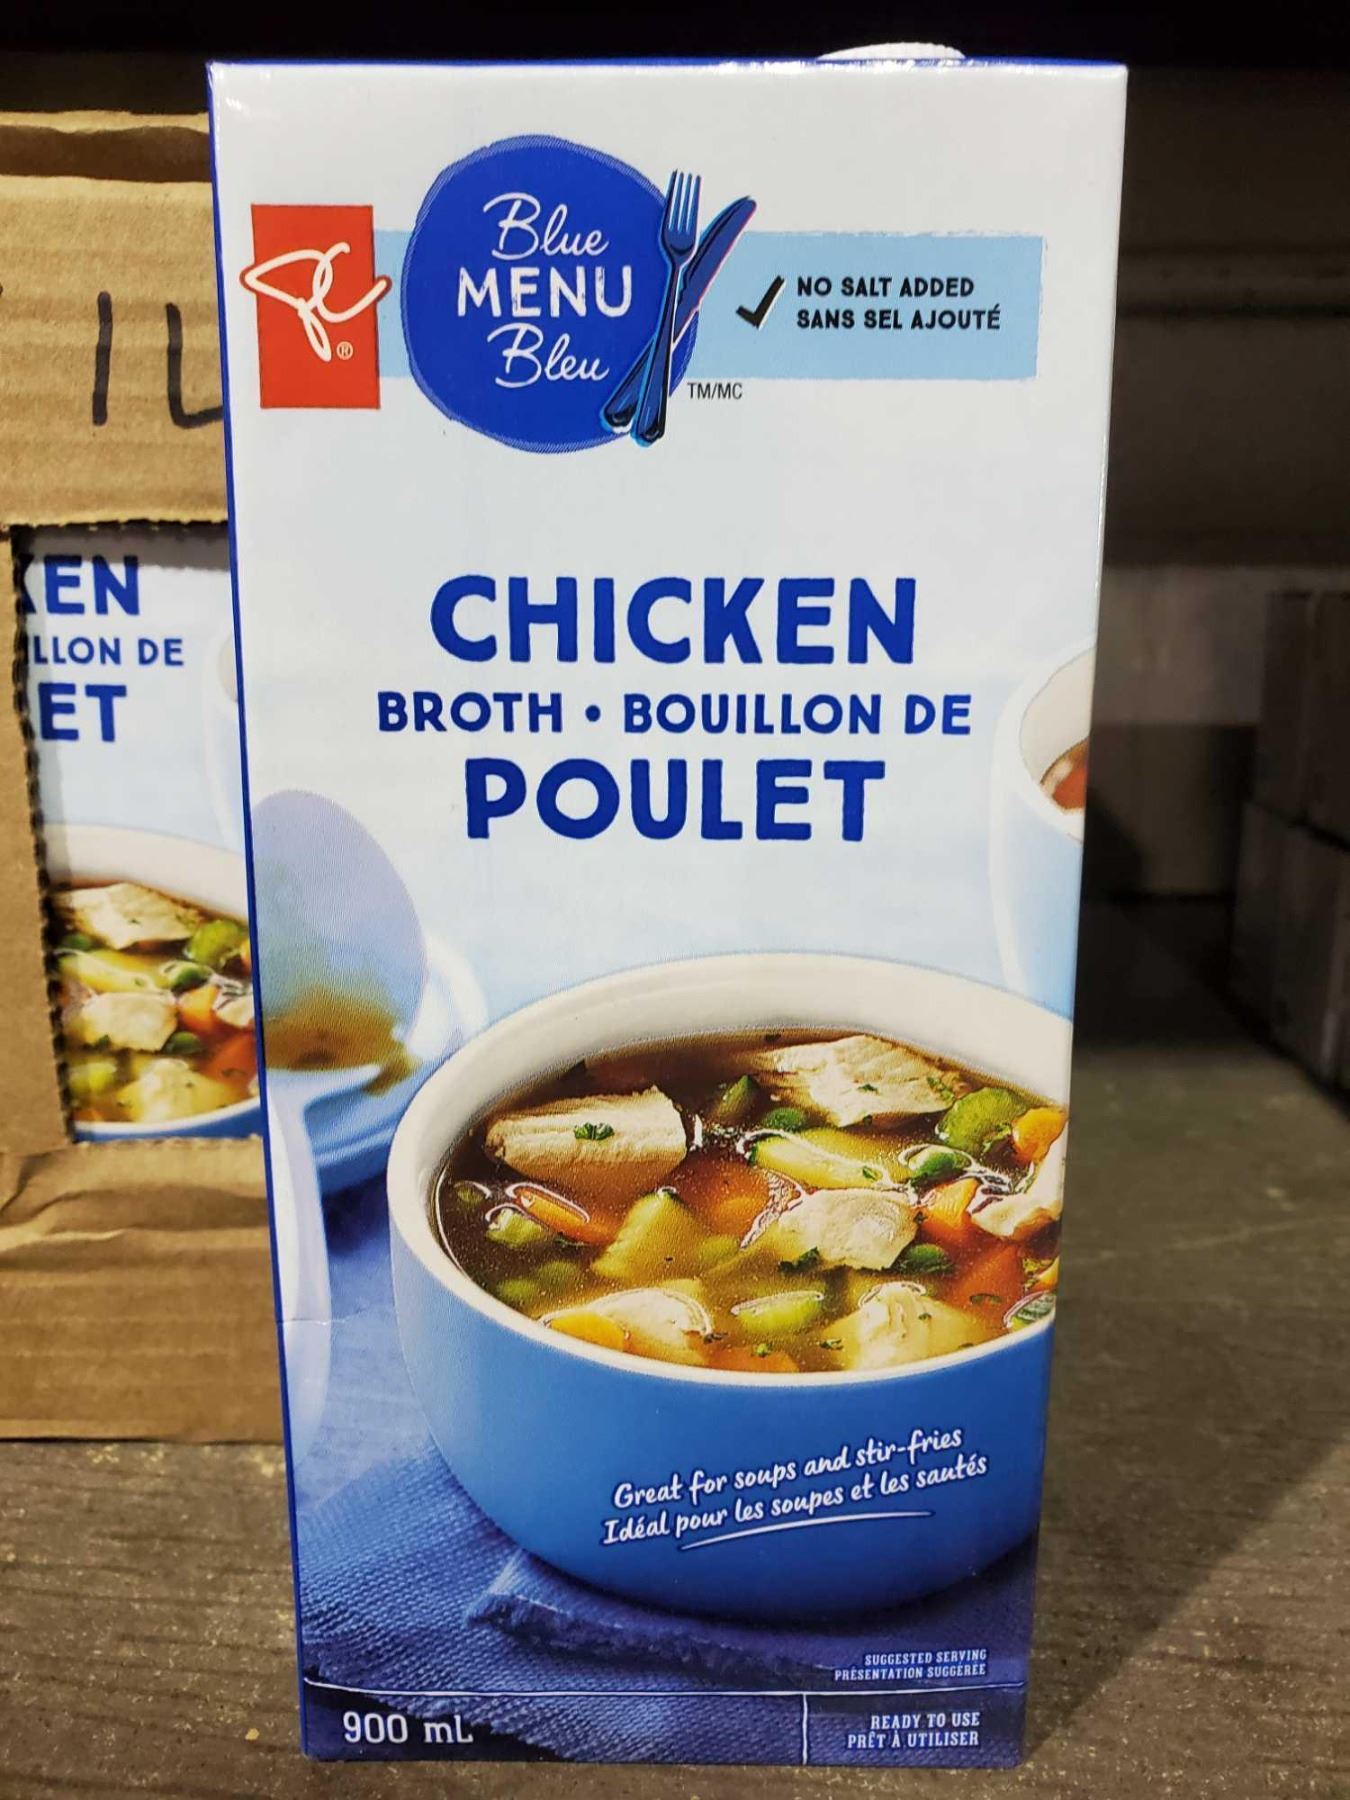 Blue
MENU
Bleu
TM/MC
PC®
NO SALT ADDED
SANS SEL AJOUTÉ
CHICKEN
BROTH • BOUILLON DE
POULET
Great for soups and stir-fries
Idéal pour les soupes et les sautés
SUGGESTED SERVING
PRÉSENTATION SUGGÉRÉE
900 mL
READY TO USE
PRÊT À UTILISER
KEN
LLON DE
ET